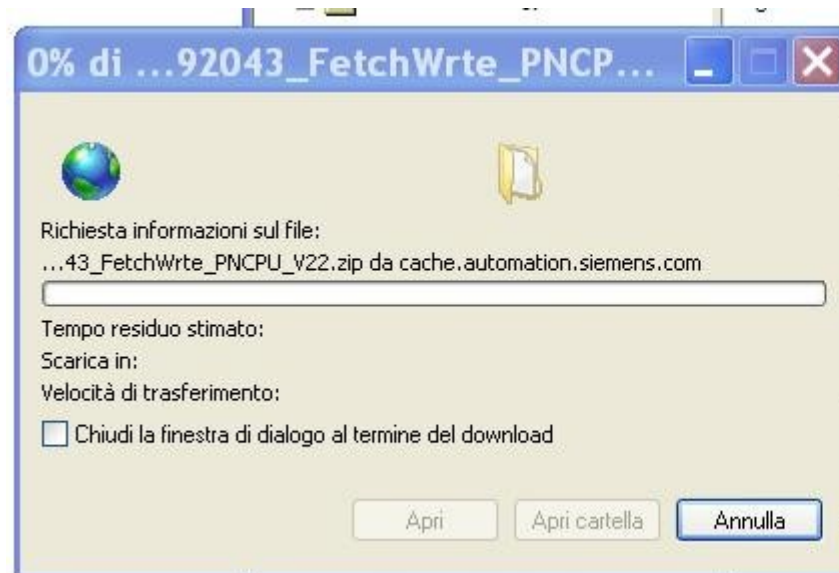 0% di ...92043_FetchWrte_PNCP...
Richiesta informazioni sul file:
...43_FetchWrte_PNCPU_V22.zip da cache.automation.siemens.com
Tempo residuo stimato:
Scarica in:
Velocità di trasferimento:
Chiudi la finestra di dialogo al termine del download
Apri Apri cartella Annulla